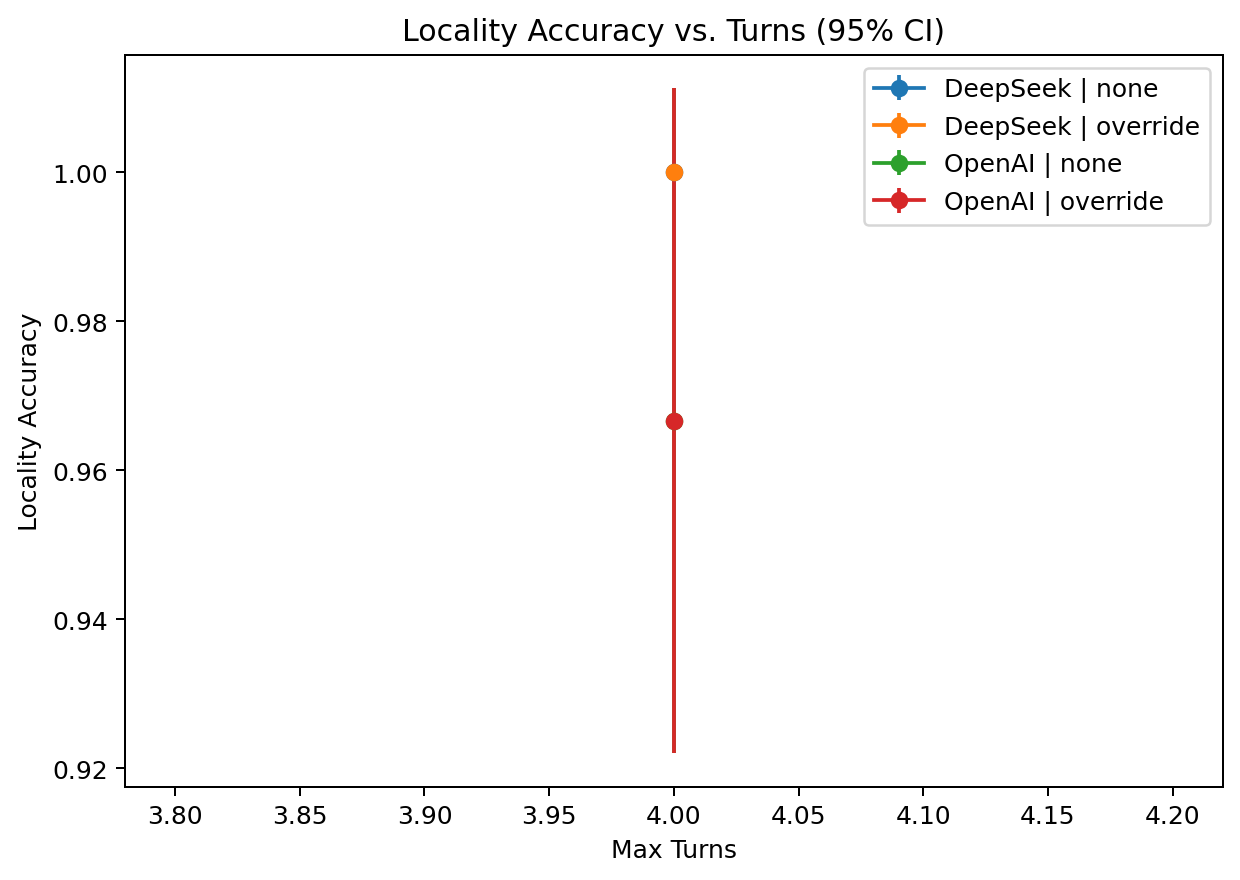 Locality Accuracy vs. Turns (95% CI)
DeepSeek | none
DeepSeek | override
OpenAI | none
OpenAI | override
Locality Accuracy
1.00
0.98
0.96
0.94
0.92
3.80 3.85 3.90 3.95 4.00 4.05 4.10 4.15 4.20
Max Turns